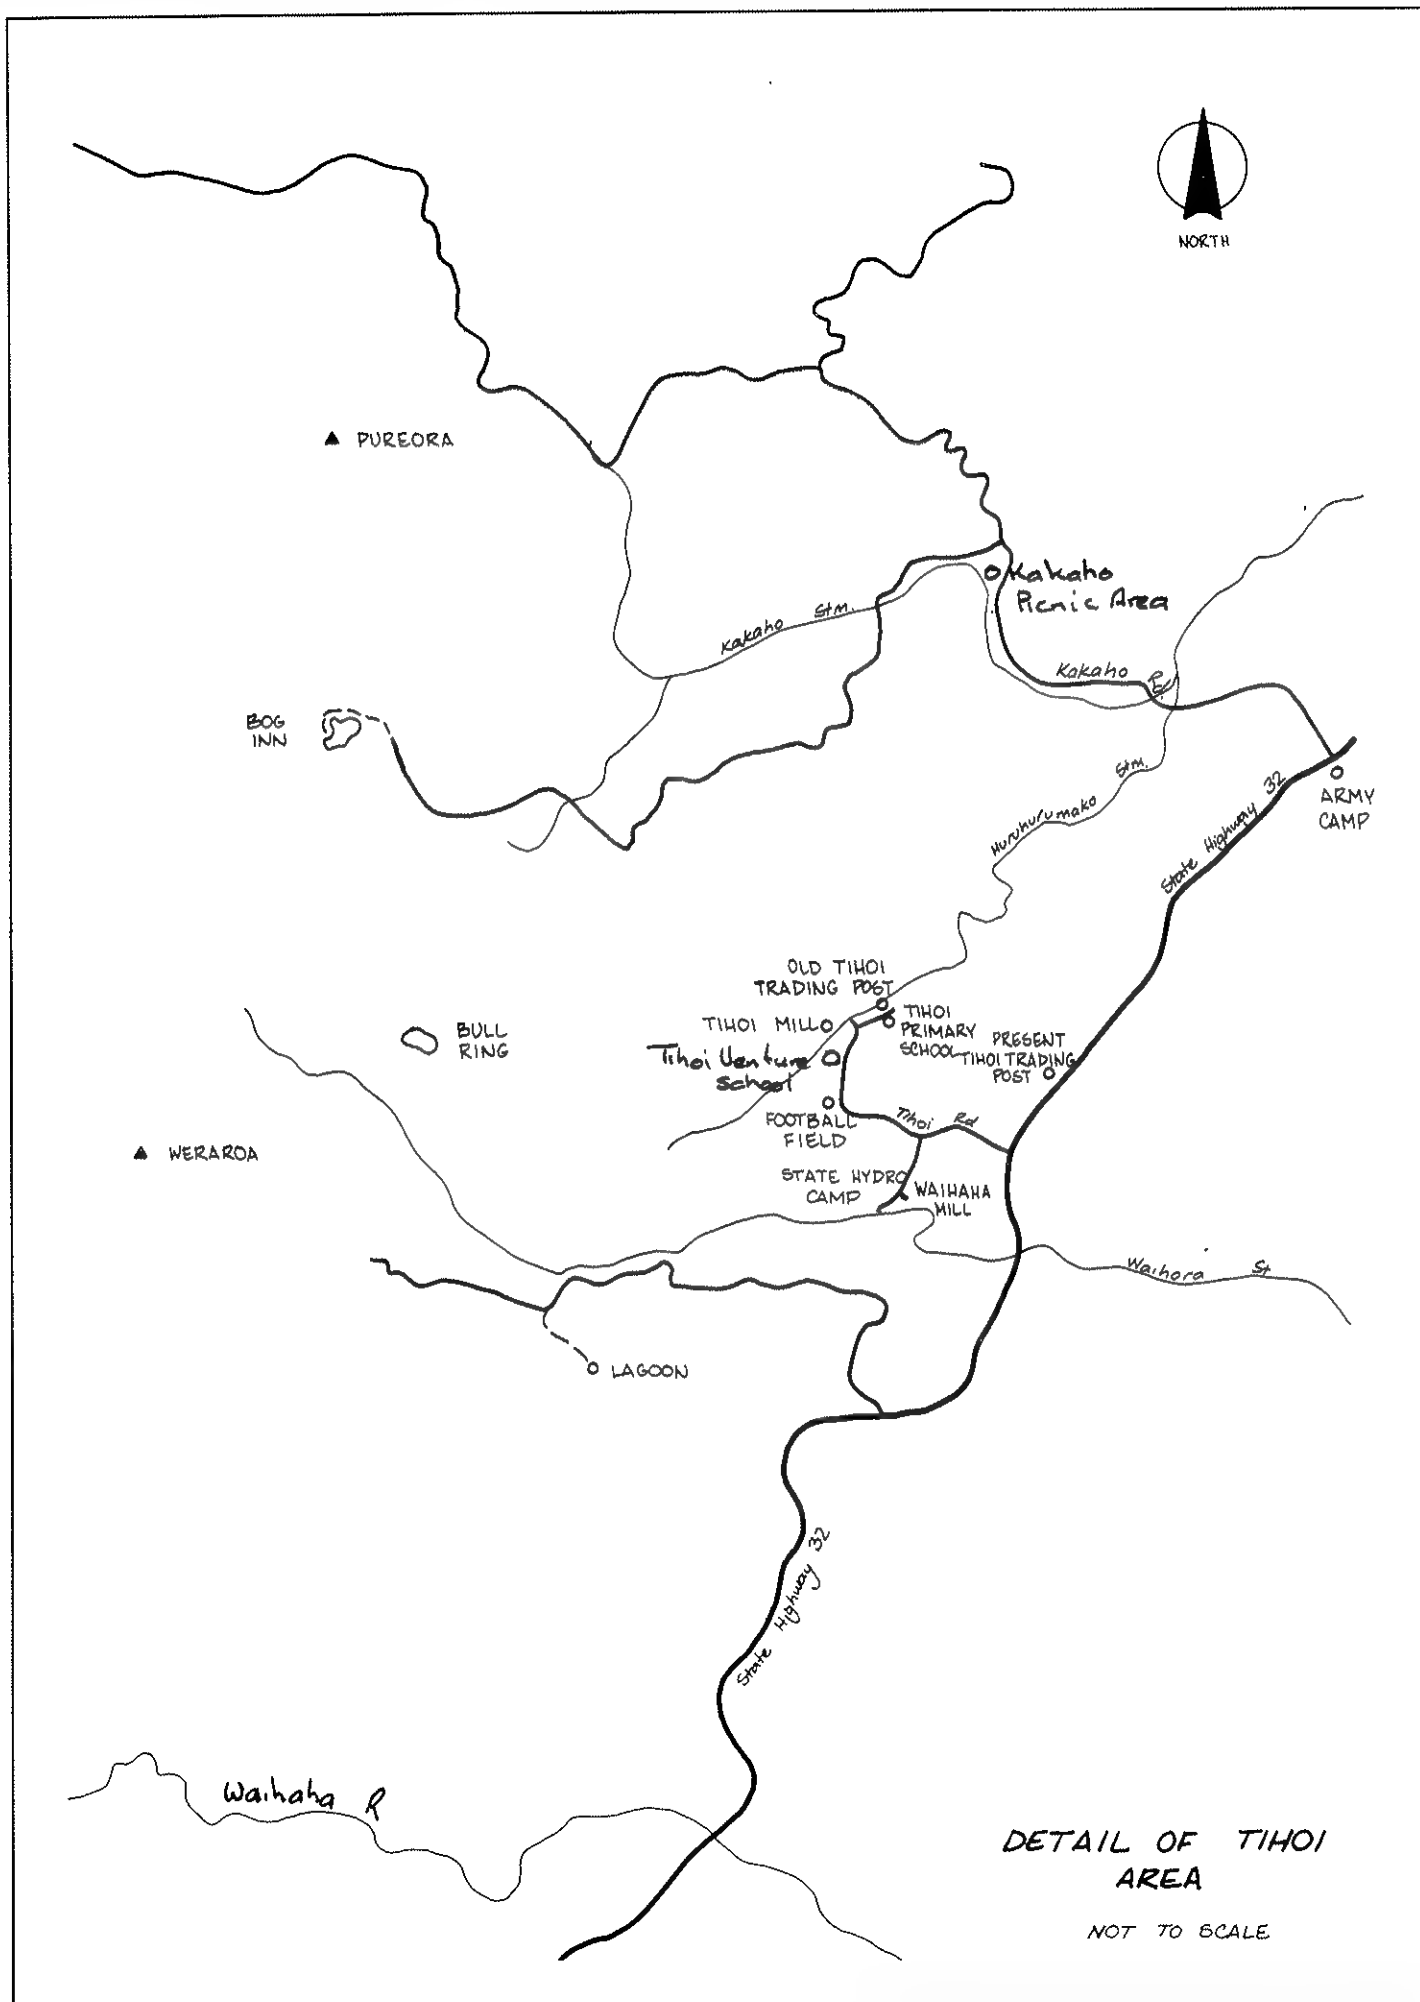 NORTH
PUREORA
Kakaho
Picnic Area
Kakaho Stm.
Kakaho Rd.
BOG
INN
State Highway 32
ARMY
CAMP
Huruhurumako Stm.
OLD TIHOI
TRADING POST
TIHOI MILL
TIHOI
PRIMARY
SCHOOL
PRESENT
TIHOI TRADING
POST
BULL
RING
Tihoi Venture
School
FOOTBALL
FIELD
Tihoi Rd
WERAROA
STATE HYDRO
CAMP
WAIHAHA
MILL
Waihora St
LAGOON
State Highway 32
Waihaha R
DETAIL OF TIHOI
AREA
NOT TO SCALE